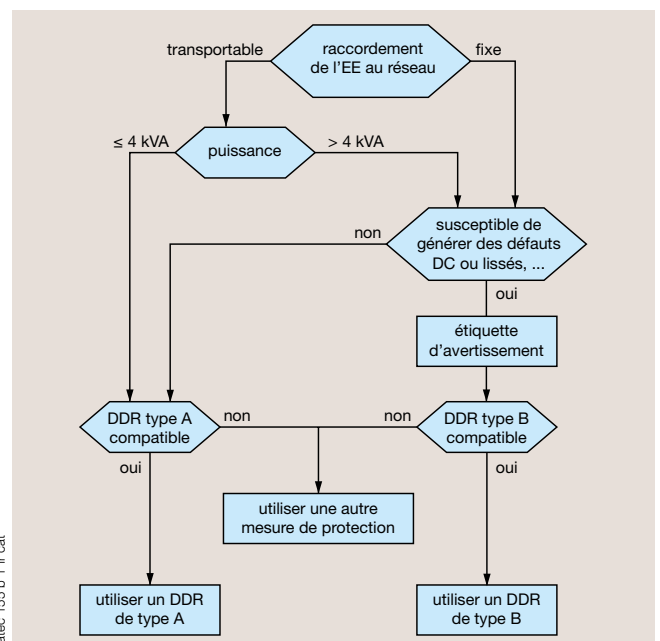 transportable
raccordement
de l'EE au réseau
fixe
≤ 4 kVA
puissance
> 4 kVA
non
susceptible de
générer des défauts
DC ou lissés, ...
oui
étiquette
d'avertissement
DDR type A
compatible
non
non
DDR type B
compatible
oui
oui
utiliser une autre
mesure de protection
utiliser un DDR
de type A
utiliser un DDR
de type B
cat